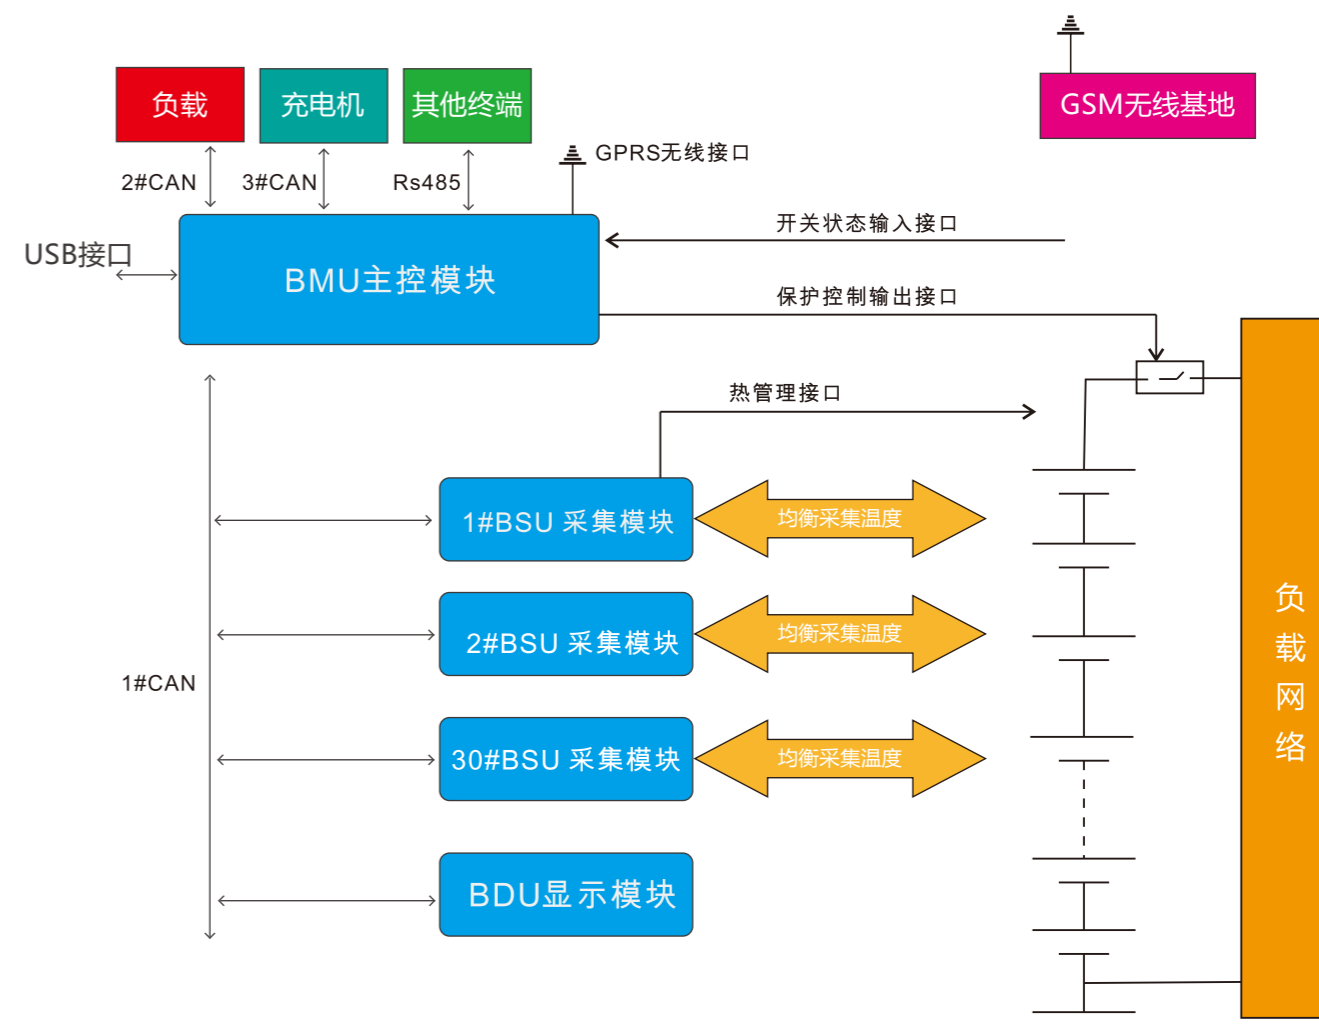 负载
充电机
其他终端
GSM无线基地
GPRS无线接口
2#CAN
3#CAN
Rs485
开关状态输入接口
USB接口
BMU主控模块
保护控制输出接口
热管理接口
1#BSU 采集模块
均衡采集温度
2#BSU 采集模块
均衡采集温度
1#CAN
30#BSU 采集模块
均衡采集温度
BDU显示模块
负
载
网
络